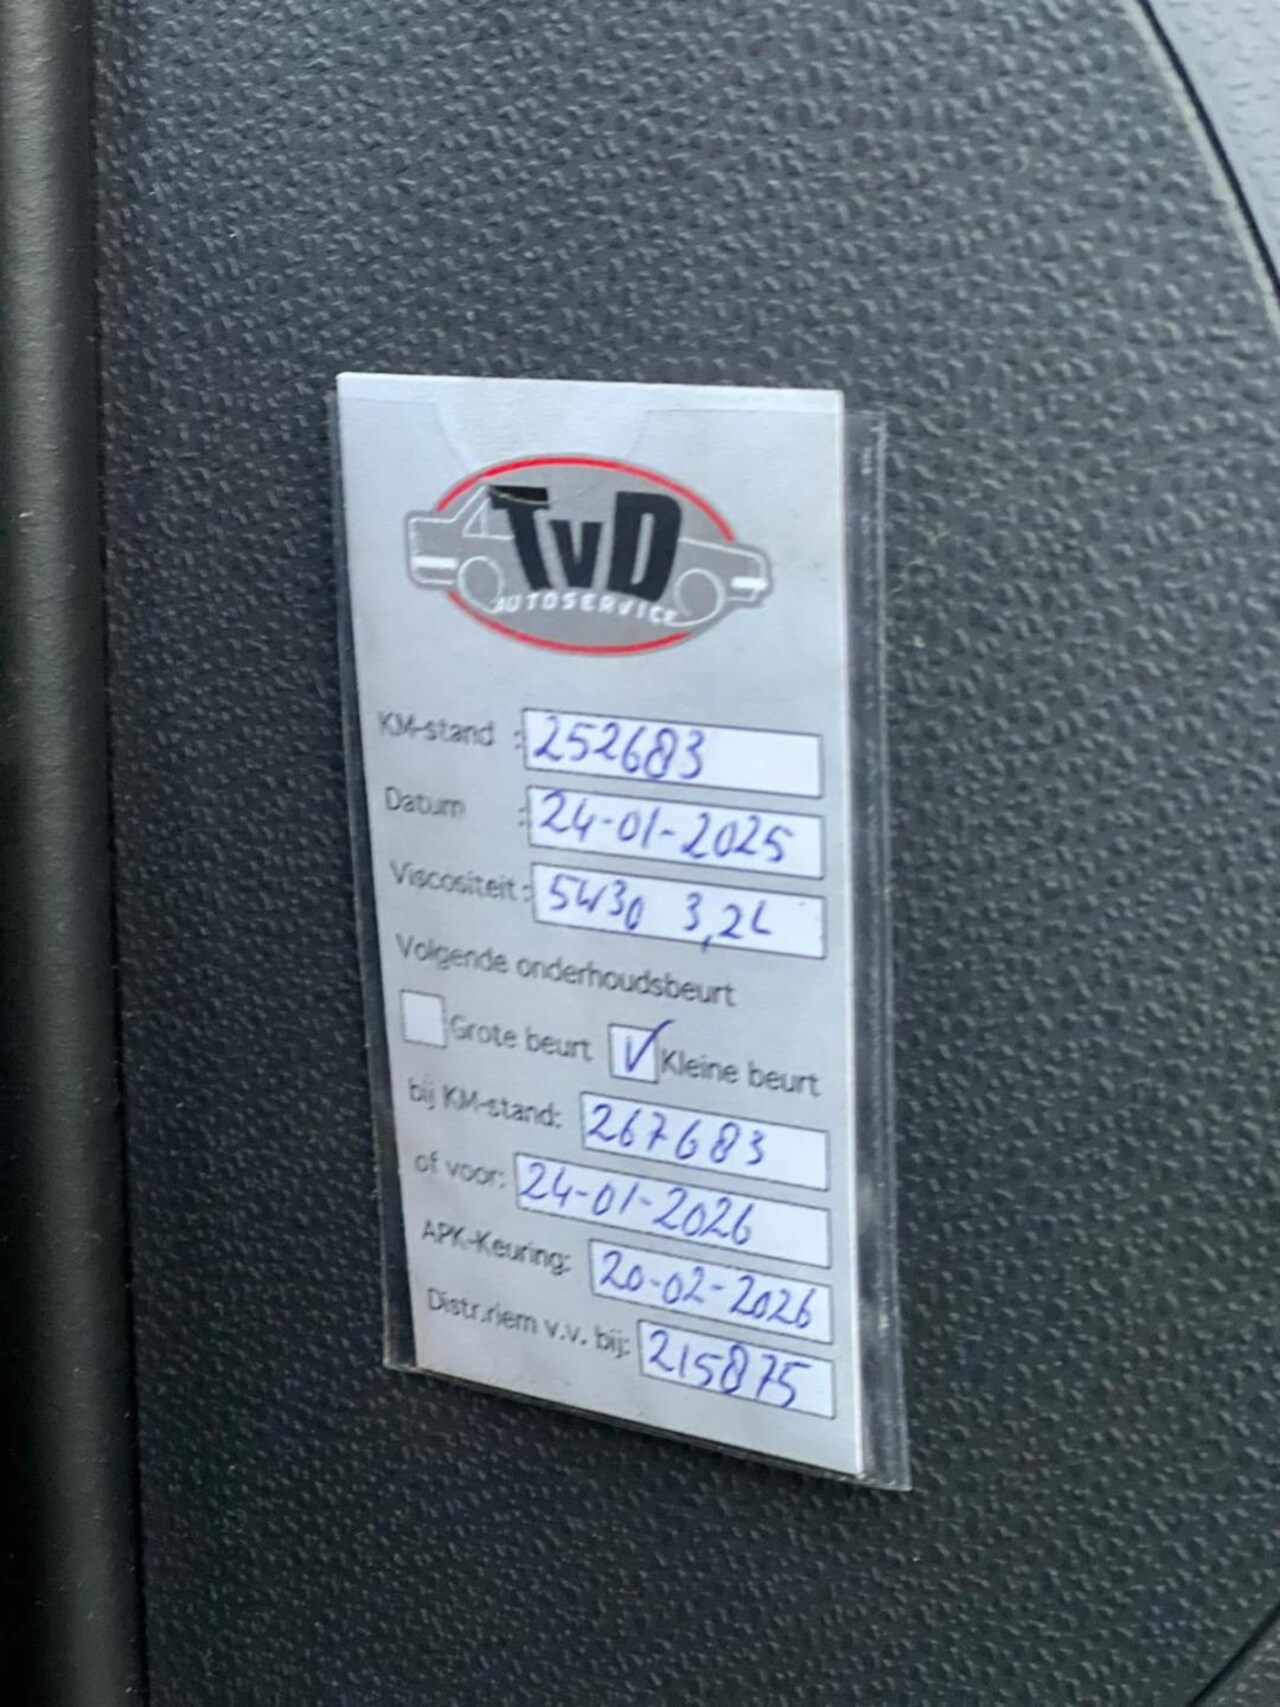 TvD
AUTOSERVICE
KM-stand : 252683
Datum : 24-01-2025
Viscositeit : 5W30 3,2L
Volgende onderhoudsbeurt
Grote beurt V Kleine beurt
bij KM-stand: 267683
of voor: 24-01-2026
APK-Keuring: 20-02-2026
Distr.riem v.v. bij: 215875